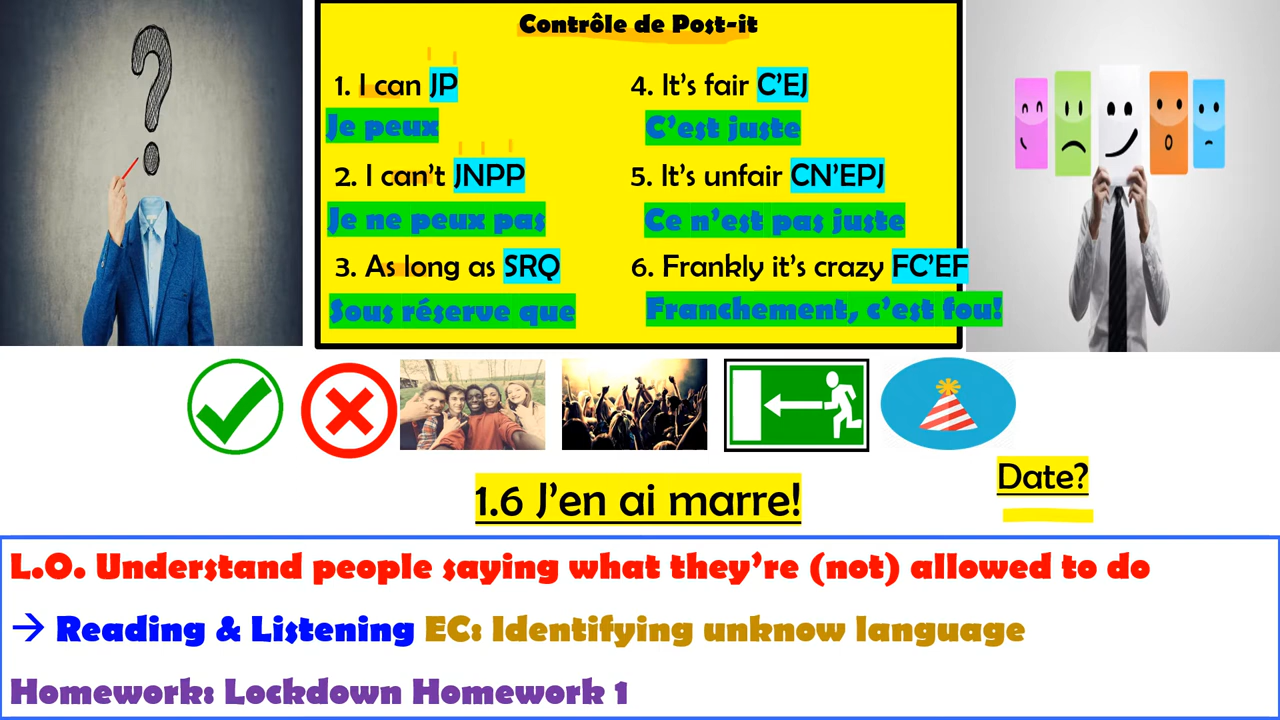 Contrôle de Post-it
1. I can JP
Je peux
2. I can't JNPP
Je ne peux pas
3. As long as SRQ
Sous réserve que
4. It's fair C'EJ
C'est juste
5. It's unfair CN'EPJ
Ce n'est pas juste
6. Frankly it's crazy FC'EF
Franchement, c'est fou!
Date?
1.6 J'en ai marre!
L.O. Understand people saying what they're (not) allowed to do
→ Reading & Listening EC: Identifying unknow language
Homework: Lockdown Homework 1